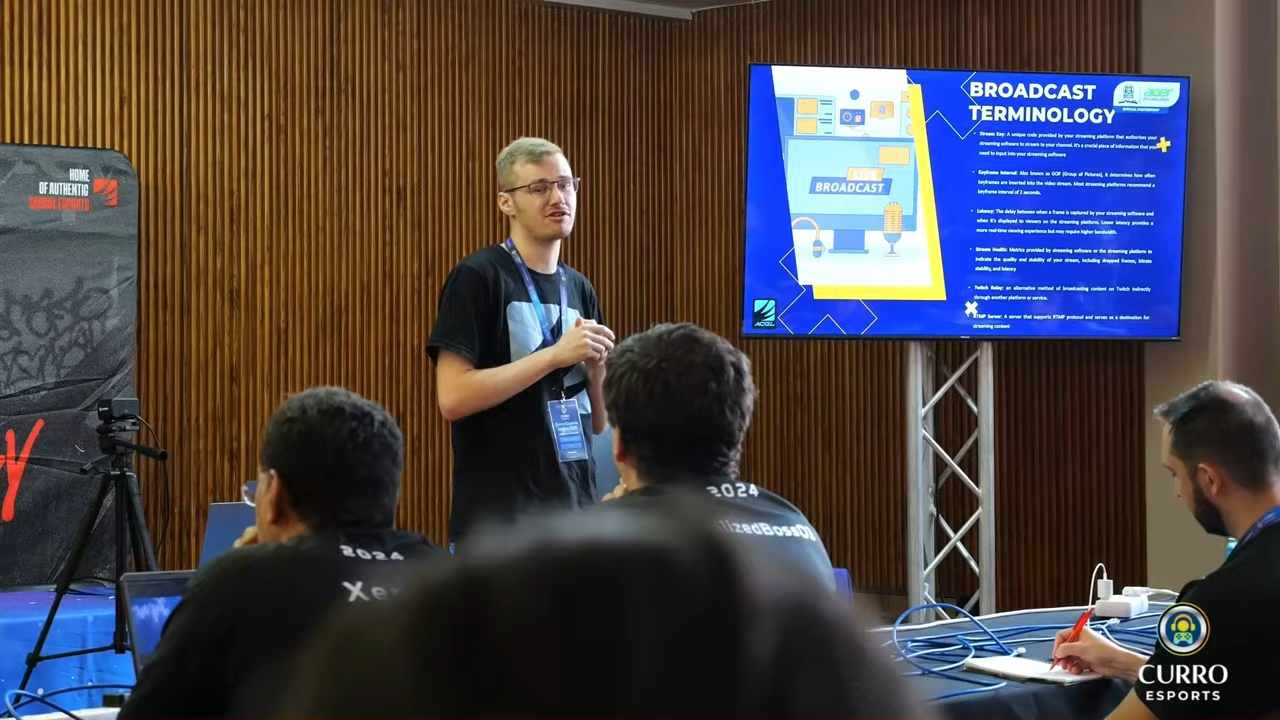 HOME
OF AUTHENTIC
SCHOOL ESPORTS
BROADCAST
TERMINOLOGY
acer
LIVE
BROADCAST
Stream Key: A unique code provided by your streaming platform that authorizes your
streaming software to stream to your channel. It's a crucial piece of information that you
need to input into your streaming software
Keyframe Interval: Also known as GOP (Group of Pictures), it determines how often
keyframes are inserted into the video stream. Most streaming platforms recommend a
keyframe interval of 2 seconds.
Latency: The delay between when a frame is captured by your streaming software and
when it's displayed to viewers on the streaming platform. Lower latency provides a
more real-time viewing experience but may require higher bandwidth.
Stream Health: Metrics provided by streaming software or the streaming platform to
indicate the quality and stability of your stream, including dropped frames, bitrate
stability, and latency
Twitch Relay: an alternative method of broadcasting content on Twitch indirectly
through another platform or service.
RTMP Server: A server that supports RTMP protocol and serves as a destination for
streaming content
ACGL
2024
2024
CURRO
ESPORTS